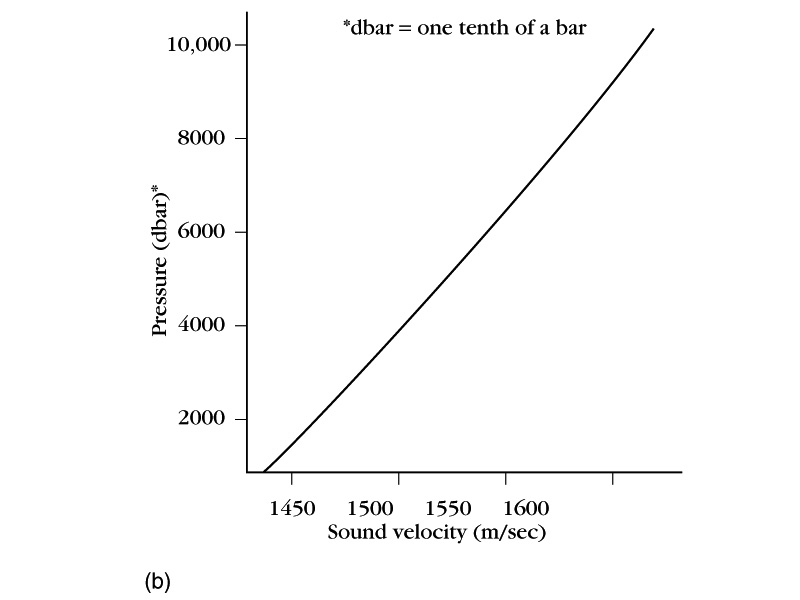 *dbar = one tenth of a bar
10,000
8000
6000
4000
2000
Pressure (dbar)*
1450 1500 1550 1600
Sound velocity (m/sec)
(b)